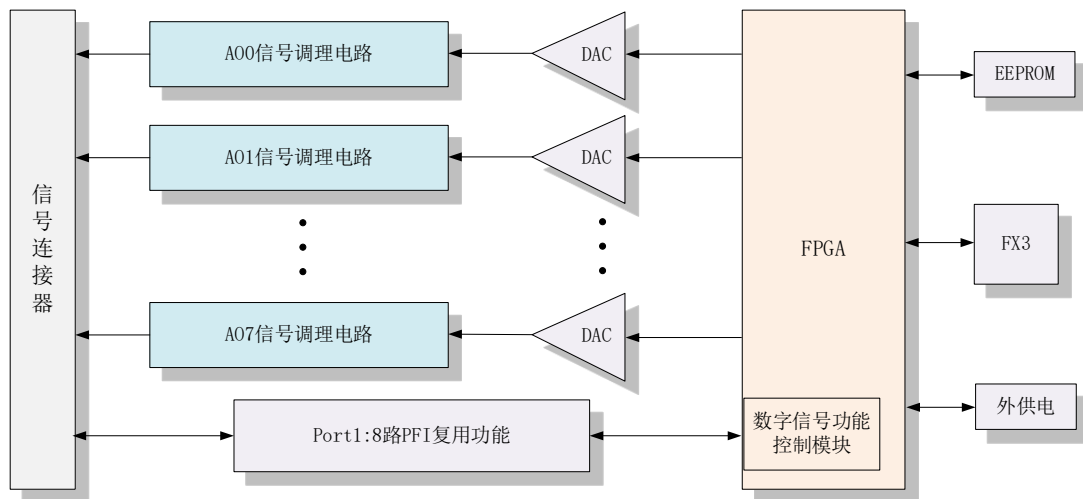 信号连接器
AO0信号调理电路
DAC
AO1信号调理电路
DAC
AO7信号调理电路
DAC
Port1:8路PFI复用功能
FPGA
数字信号功能
控制模块
EEPROM
FX3
外供电